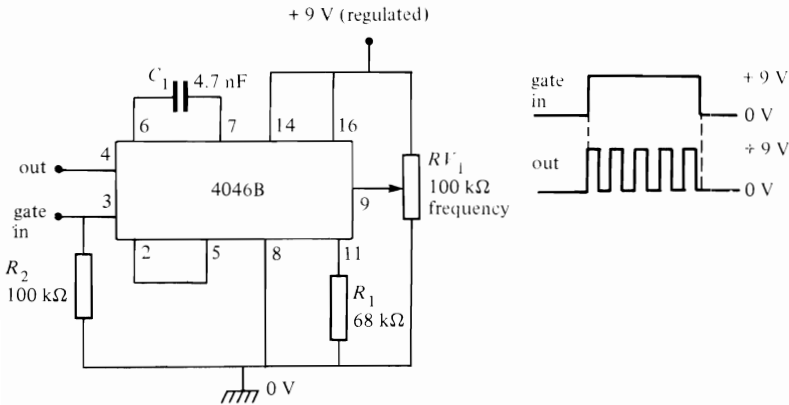 + 9 V (regulated)
C1 4.7 nF
6 7 14 16
4
out
4046B
9
RV1
100 kΩ
frequency
3
gate
in
2 5 8 11
R2
100 kΩ
R1
68 kΩ
0 V
gate
in
+ 9 V
0 V
out
+ 9 V
0 V